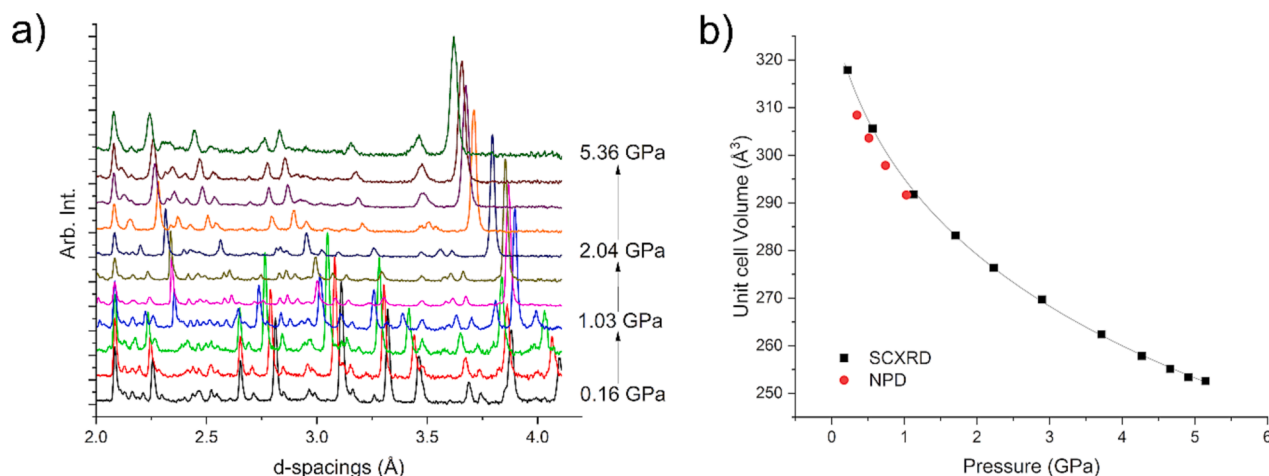 a)
Arb. Int.
5.36 GPa
2.04 GPa
1.03 GPa
0.16 GPa
2.0 2.5 3.0 3.5 4.0
d-spacings (Å)
b)
Unit cell Volume (Å³)
320
310
300
290
280
270
260
250
SCXRD
NPD
0 1 2 3 4 5 6
Pressure (GPa)